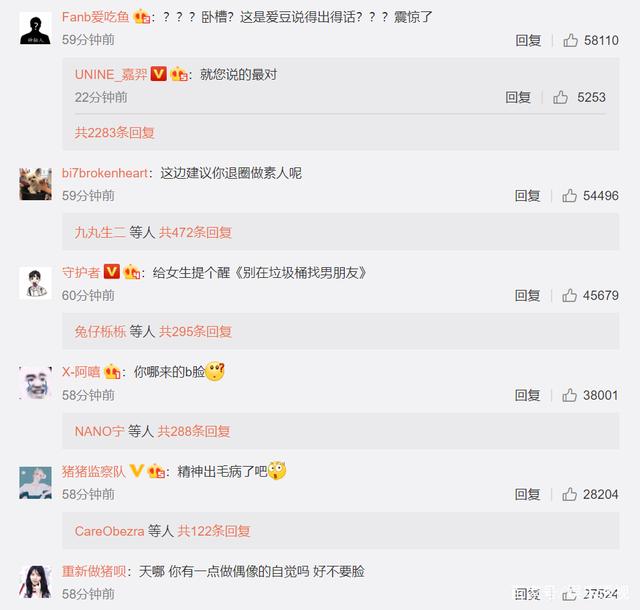 Fanb爱吃鱼：？？？卧槽？这是爱豆说得出得话？？？震惊了
59分钟前 回复 58110
UNINE_嘉羿：就您说的最对
22分钟前 回复 5253
共2283条回复
bi7brokenheart：这边建议你退圈做素人呢
59分钟前 回复 54496
九丸生二 等人 共472条回复
守护者：给女生提个醒《别在垃圾桶找男朋友》
60分钟前 回复 45679
兔仔栎栎 等人 共295条回复
X-阿嘻：你哪来的b脸
58分钟前 回复 38001
NANO宁 等人 共288条回复
猪猪监察队：精神出毛病了吧
58分钟前 回复 28204
CareObezra 等人 共122条回复
重新做猪呗：天哪 你有一点做偶像的自觉吗 好不要脸
58分钟前 回复 27524